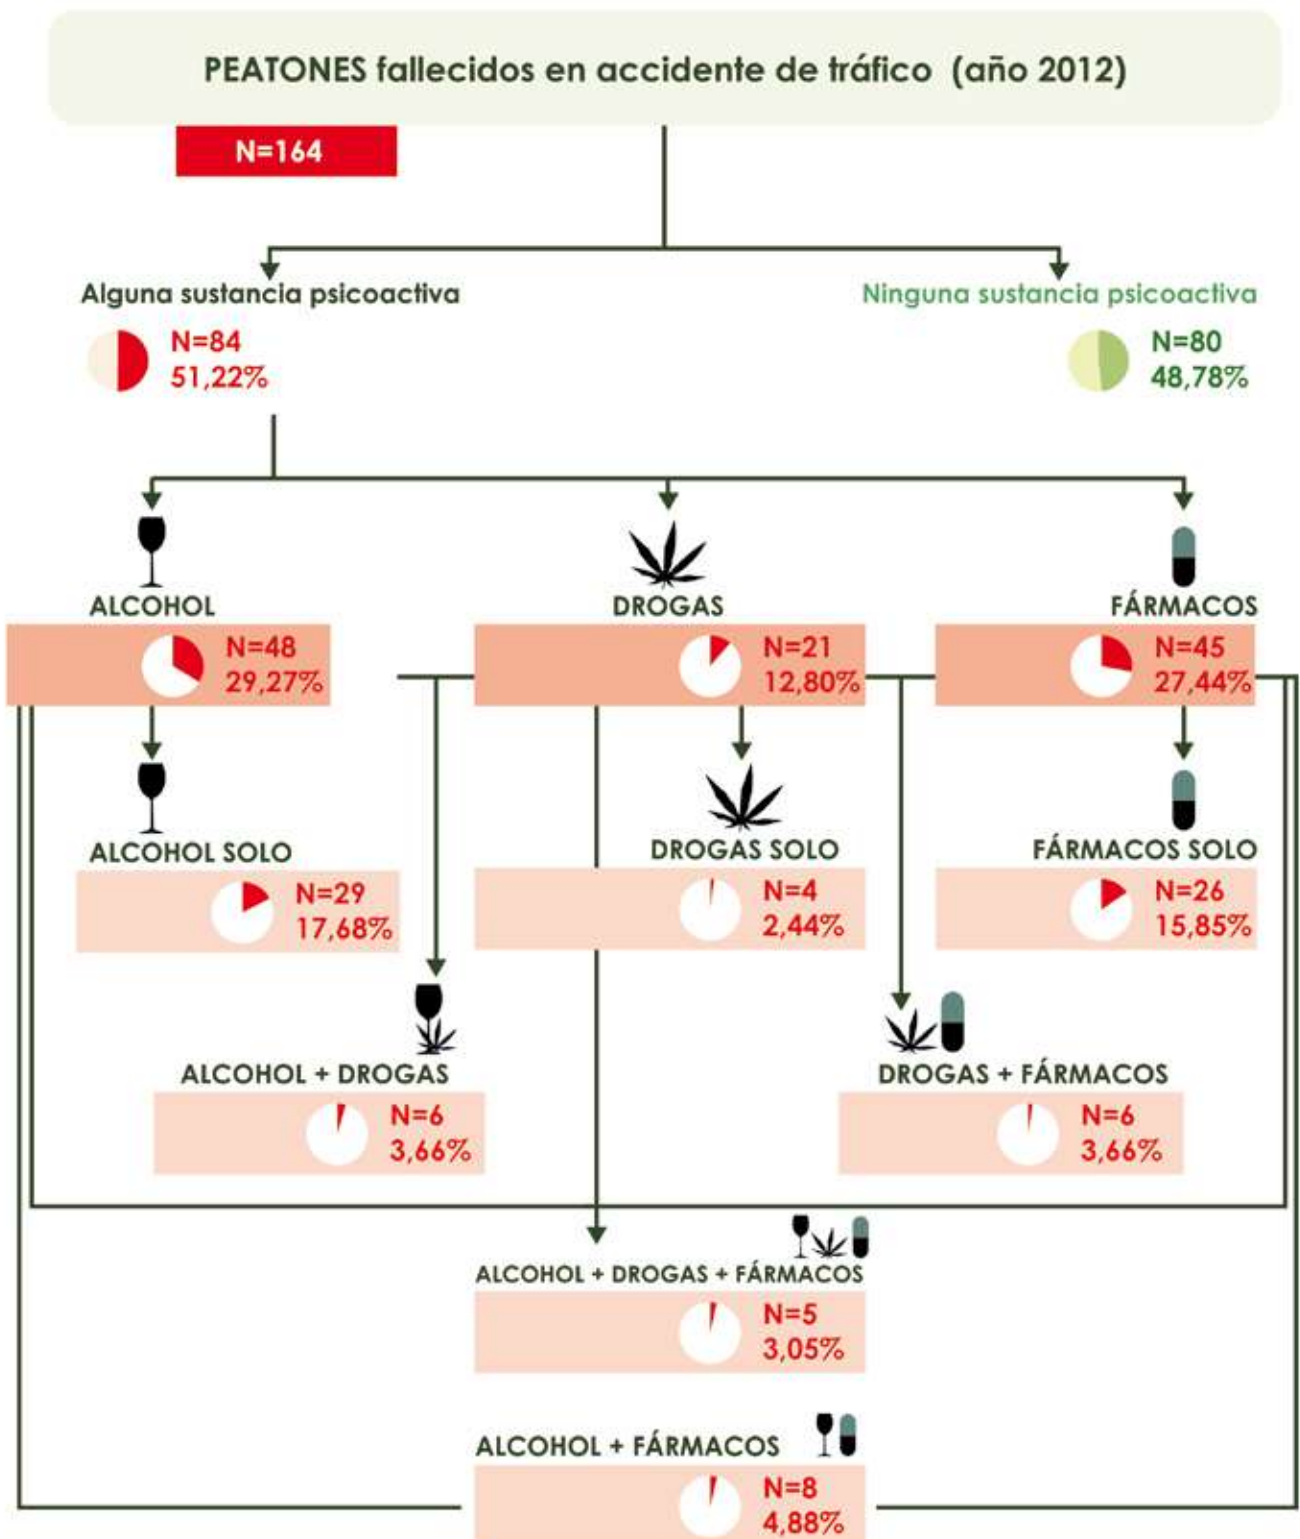 PEATONES fallecidos en accidente de tráfico (año 2012)
N=164
Alguna sustancia psicoactiva
N=84
51,22%
Ninguna sustancia psicoactiva
N=80
48,78%
ALCOHOL
N=48
29,27%
DROGAS
N=21
12,80%
FÁRMACOS
N=45
27,44%
ALCOHOL SOLO
N=29
17,68%
DROGAS SOLO
N=4
2,44%
FÁRMACOS SOLO
N=26
15,85%
ALCOHOL + DROGAS
N=6
3,66%
DROGAS + FÁRMACOS
N=6
3,66%
ALCOHOL + DROGAS + FÁRMACOS
N=5
3,05%
ALCOHOL + FÁRMACOS
N=8
4,88%